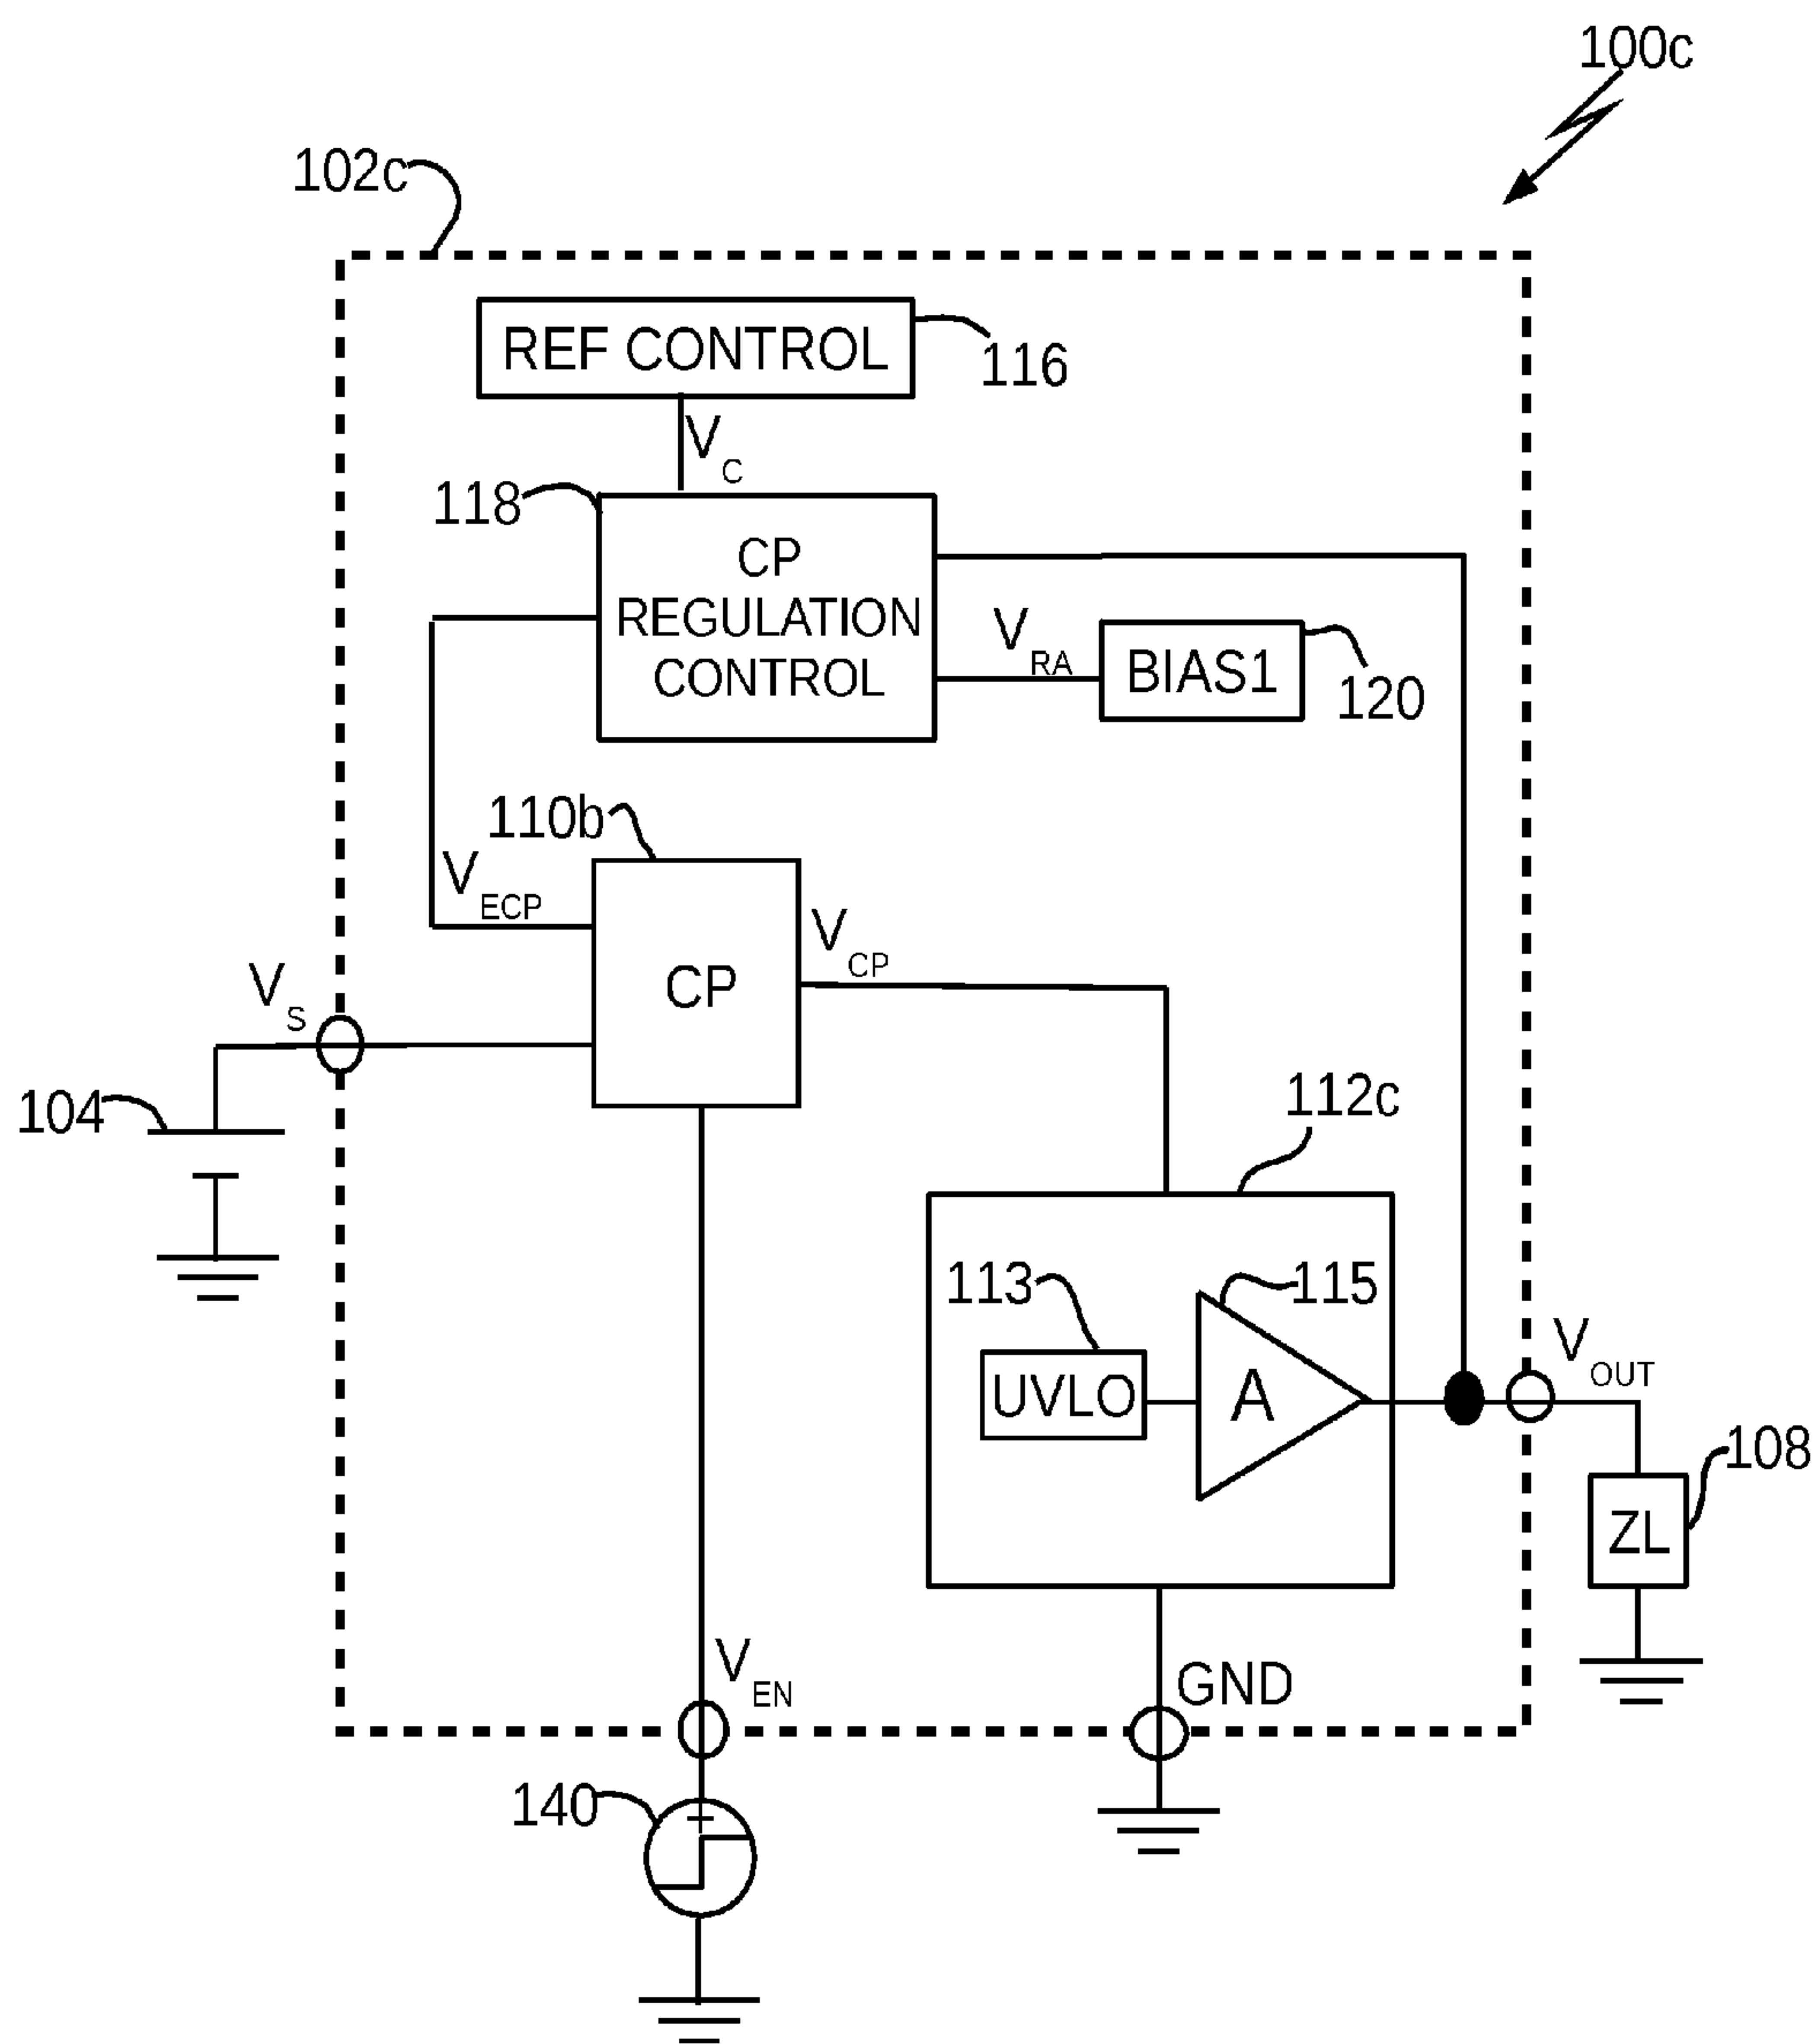 100c
102c
REF CONTROL
116
VC
118
CP
REGULATION
CONTROL
VRA
BIAS1
120
110b
VECP
CP
VCP
VS
104
112c
113
115
UVLO
A
VOUT
108
ZL
VEN
GND
140
+